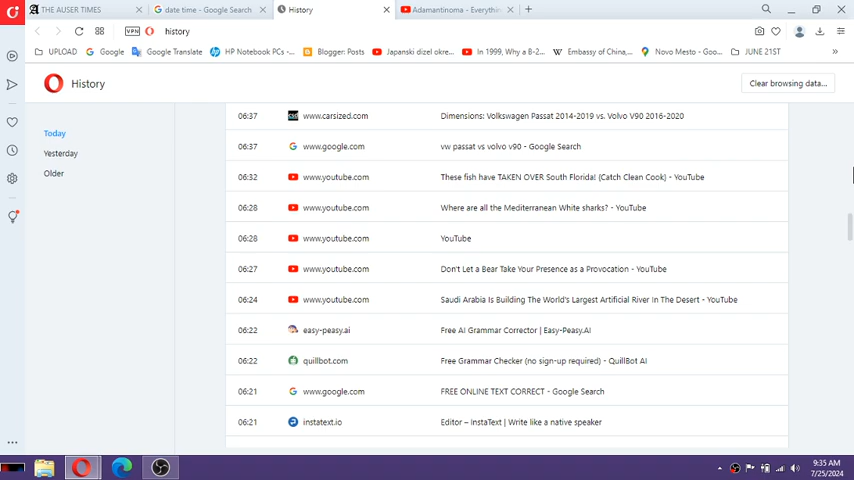 THE AUSER TIMES
date time - Google Search
History
Adamantinoma - Everythin
VPN
history
UPLOAD
Google
Google Translate
HP Notebook PCs -...
Blogger: Posts
Japanski dizel okre...
In 1999, Why a B-2...
Embassy of China,...
Novo Mesto - Goo...
JUNE 21ST
History
Clear browsing data...
Today
Yesterday
Older
06:37 www.carsized.com Dimensions: Volkswagen Passat 2014-2019 vs. Volvo V90 2016-2020
06:37 www.google.com vw passat vs volvo v90 - Google Search
06:32 www.youtube.com These fish have TAKEN OVER South Florida! {Catch Clean Cook} - YouTube
06:28 www.youtube.com Where are all the Mediterranean White sharks? - YouTube
06:28 www.youtube.com YouTube
06:27 www.youtube.com Don't Let a Bear Take Your Presence as a Provocation - YouTube
06:24 www.youtube.com Saudi Arabia Is Building The World's Largest Artificial River In The Desert - YouTube
06:22 easy-peasy.ai Free AI Grammar Corrector | Easy-Peasy.AI
06:22 quillbot.com Free Grammar Checker (no sign-up required) - QuillBot AI
06:21 www.google.com FREE ONLINE TEXT CORRECT - Google Search
06:21 instatext.io Editor – InstaText | Write like a native speaker
9:35 AM
7/25/2024